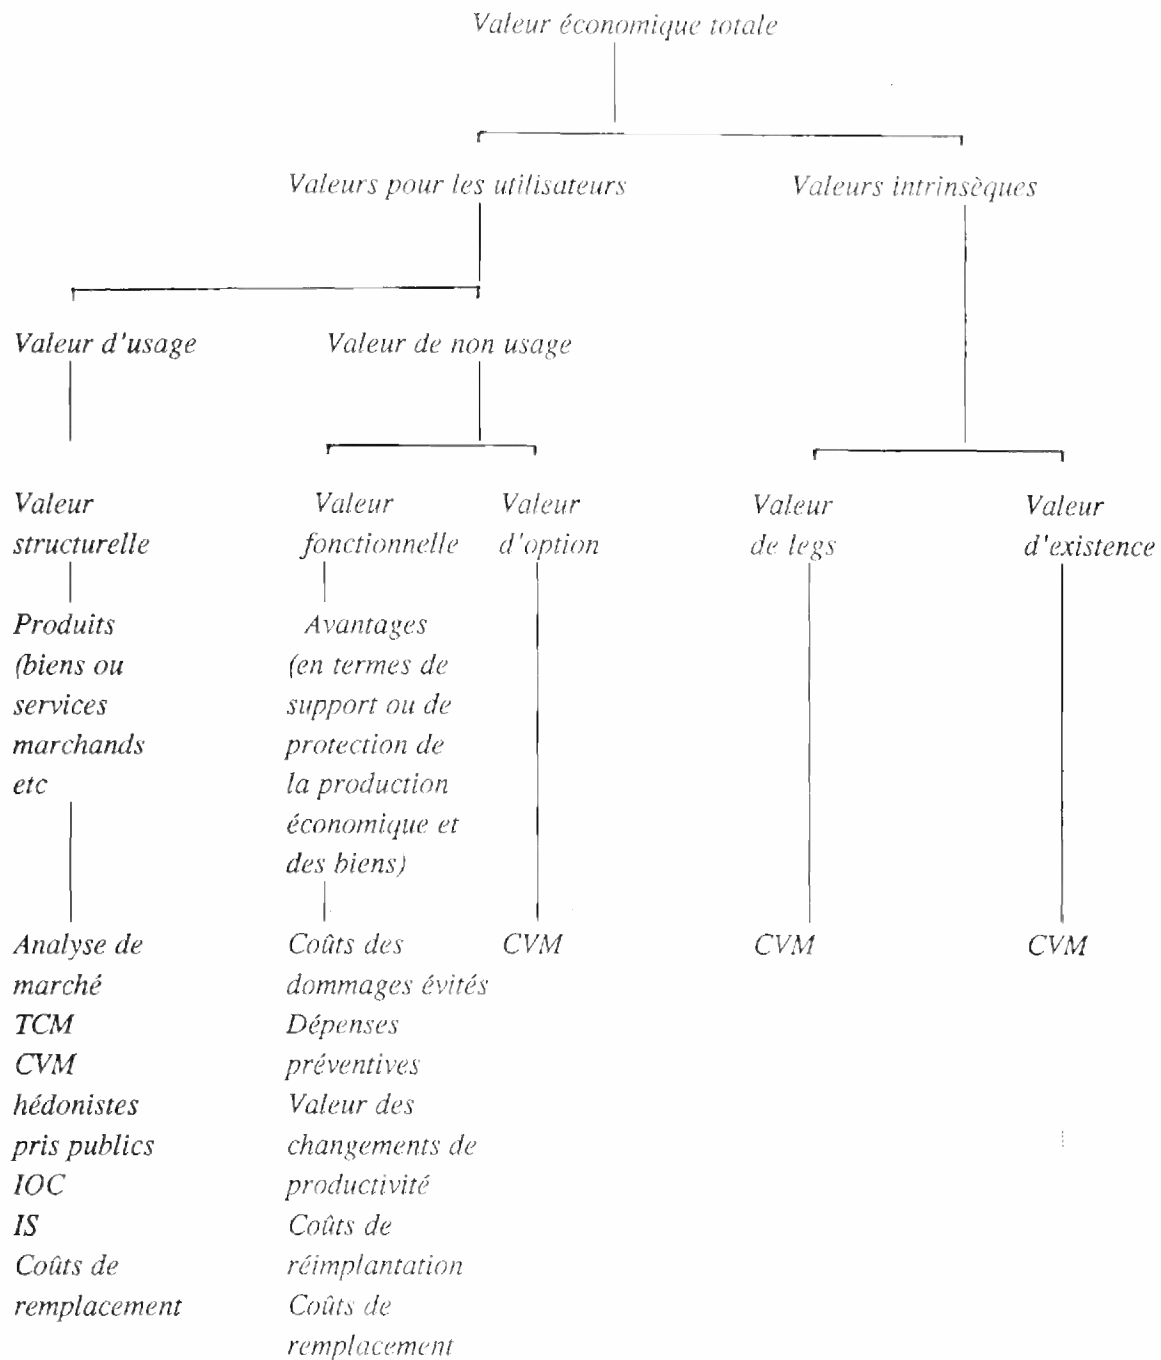 Valeur économique totale
Valeurs pour les utilisateurs
Valeurs intrinsèques
Valeur d'usage
Valeur de non usage
Valeur
structurelle
Valeur
fonctionnelle
Valeur
d'option
Valeur
de legs
Valeur
d'existence
Produits
(biens ou
services
marchands
etc
Avantages
(en termes de
support ou de
protection de
la production
économique et
des biens)
Analyse de
marché
TCM
CVM
hédonistes
pris publics
IOC
IS
Coûts de
remplacement
Coûts des
dommages évités
Dépenses
préventives
Valeur des
changements de
productivité
Coûts de
réimplantation
Coûts de
remplacement
CVM
CVM
CVM